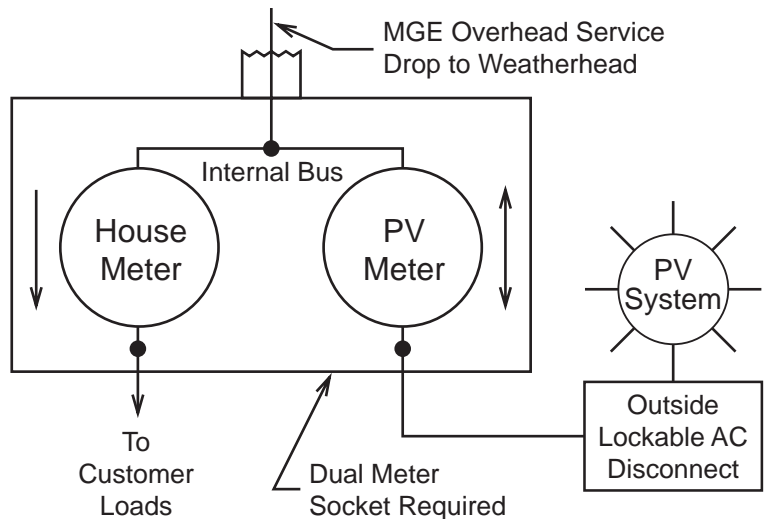 MGE Overhead Service
Drop to Weatherhead
Internal Bus
House
Meter
PV
Meter
PV
System
To
Customer
Loads
Dual Meter
Socket Required
Outside
Lockable AC
Disconnect